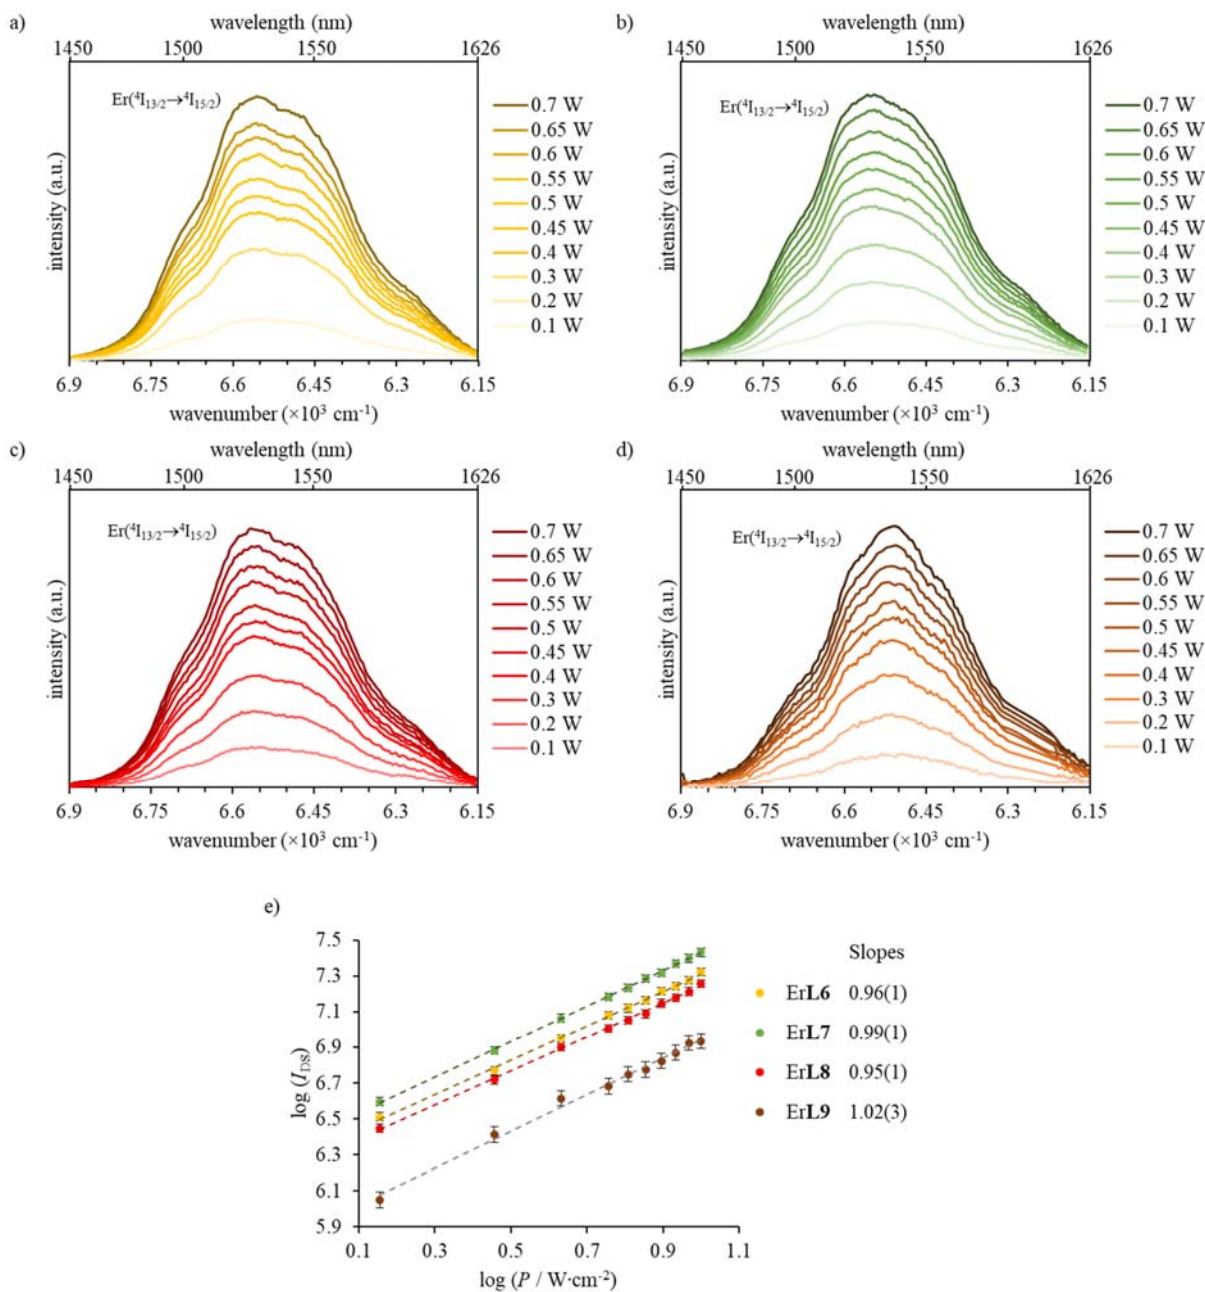 a)
wavelength (nm)
1450 1500 1550 1626
Er(⁴I₁₃/₂→⁴I₁₅/₂)
intensity (a.u.)
0.7 W
0.65 W
0.6 W
0.55 W
0.5 W
0.45 W
0.4 W
0.3 W
0.2 W
0.1 W
6.9 6.75 6.6 6.45 6.3 6.15
wavenumber (×10³ cm⁻¹)
b)
wavelength (nm)
1450 1500 1550 1626
Er(⁴I₁₃/₂→⁴I₁₅/₂)
intensity (a.u.)
0.7 W
0.65 W
0.6 W
0.55 W
0.5 W
0.45 W
0.4 W
0.3 W
0.2 W
0.1 W
6.9 6.75 6.6 6.45 6.3 6.15
wavenumber (×10³ cm⁻¹)
c)
wavelength (nm)
1450 1500 1550 1626
Er(⁴I₁₃/₂→⁴I₁₅/₂)
intensity (a.u.)
0.7 W
0.65 W
0.6 W
0.55 W
0.5 W
0.45 W
0.4 W
0.3 W
0.2 W
0.1 W
6.9 6.75 6.6 6.45 6.3 6.15
wavenumber (×10³ cm⁻¹)
d)
wavelength (nm)
1450 1500 1550 1626
Er(⁴I₁₃/₂→⁴I₁₅/₂)
intensity (a.u.)
0.7 W
0.65 W
0.6 W
0.55 W
0.5 W
0.45 W
0.4 W
0.3 W
0.2 W
0.1 W
6.9 6.75 6.6 6.45 6.3 6.15
wavenumber (×10³ cm⁻¹)
e)
log (I_DS)
7.5
7.3
7.1
6.9
6.7
6.5
6.3
6.1
5.9
0.1 0.3 0.5 0.7 0.9 1.1
log (P / W·cm⁻²)
Slopes
ErL6 0.96(1)
ErL7 0.99(1)
ErL8 0.95(1)
ErL9 1.02(3)